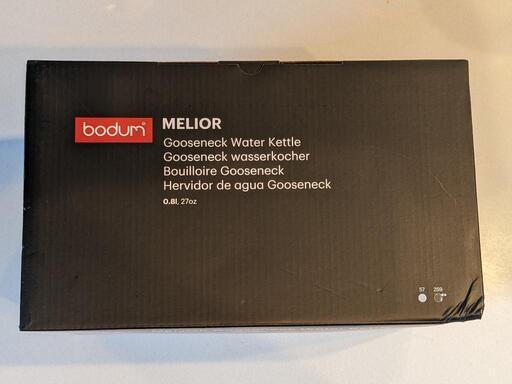 bodum®
MELIOR
Gooseneck Water Kettle
Gooseneck wasserkocher
Bouilloire Gooseneck
Hervidor de agua Gooseneck
0.8l, 27oz
57 259